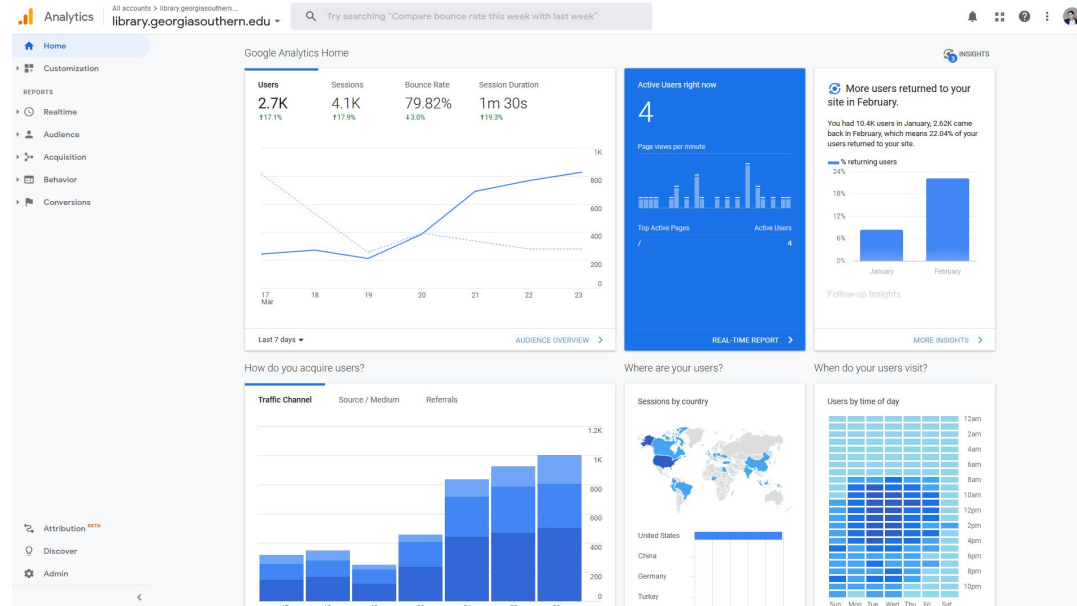 Analytics
All accounts > library.georgiasouthern...
library.georgiasouthern.edu
Try searching "Compare bounce rate this week with last week"
Home
Customization
REPORTS
Realtime
Audience
Acquisition
Behavior
Conversions
Attribution BETA
Discover
Admin
Google Analytics Home
INSIGHTS
3
Users
Sessions
Bounce Rate
Session Duration
2.7K
4.1K
79.82%
1m 30s
↑17.1%
↑17.9%
↓3.0%
↑19.3%
1K
800
600
400
200
0
17 18 19 20 21 22 23
Mar
Last 7 days
AUDIENCE OVERVIEW
Active Users right now
4
Page views per minute
Top Active Pages
Active Users
/
4
REAL-TIME REPORT
More users returned to your
site in February.
You had 10.4K users in January, 2.62K came
back in February, which means 22.04% of your
users returned to your site.
% returning users
24%
18%
12%
6%
0%
January
February
Follow-up Insights
MORE INSIGHTS
How do you acquire users?
Traffic Channel
Source / Medium
Referrals
1.2K
1K
800
600
400
200
0
Where are your users?
Sessions by country
United States
China
Germany
Turkey
When do your users visit?
Users by time of day
12am
2am
4am
6am
8am
10am
12pm
2pm
4pm
6pm
8pm
10pm
Sun Mon Tue Wed Thu Fri Sat